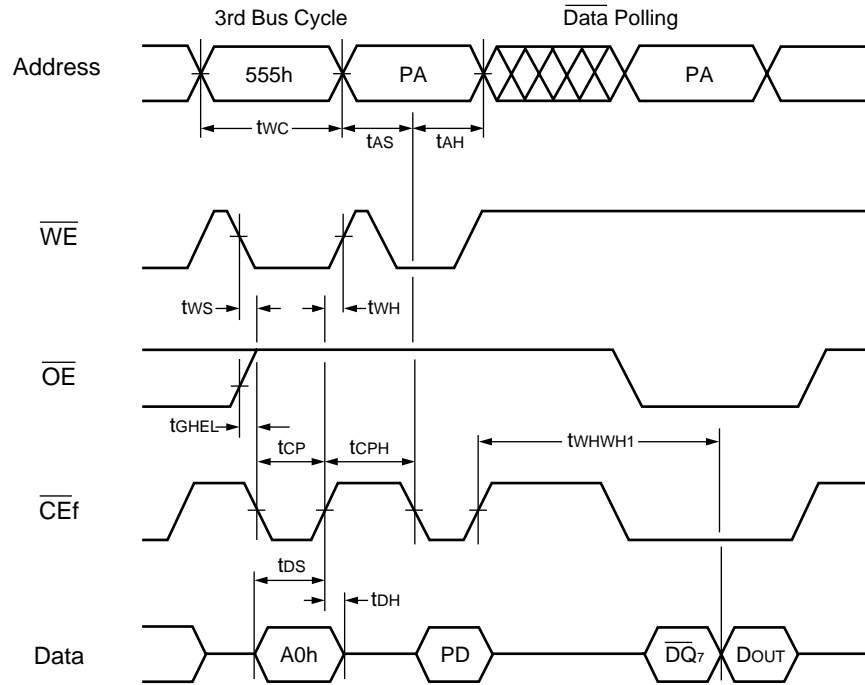 3rd Bus Cycle
Data Polling
Address
555h
PA
PA
tWC
tAS
tAH
WE
tWS
tWH
OE
tGHEL
tCP
tCPH
tWHWH1
CEf
tDS
tDH
Data
A0h
PD
DQ7
DOUT